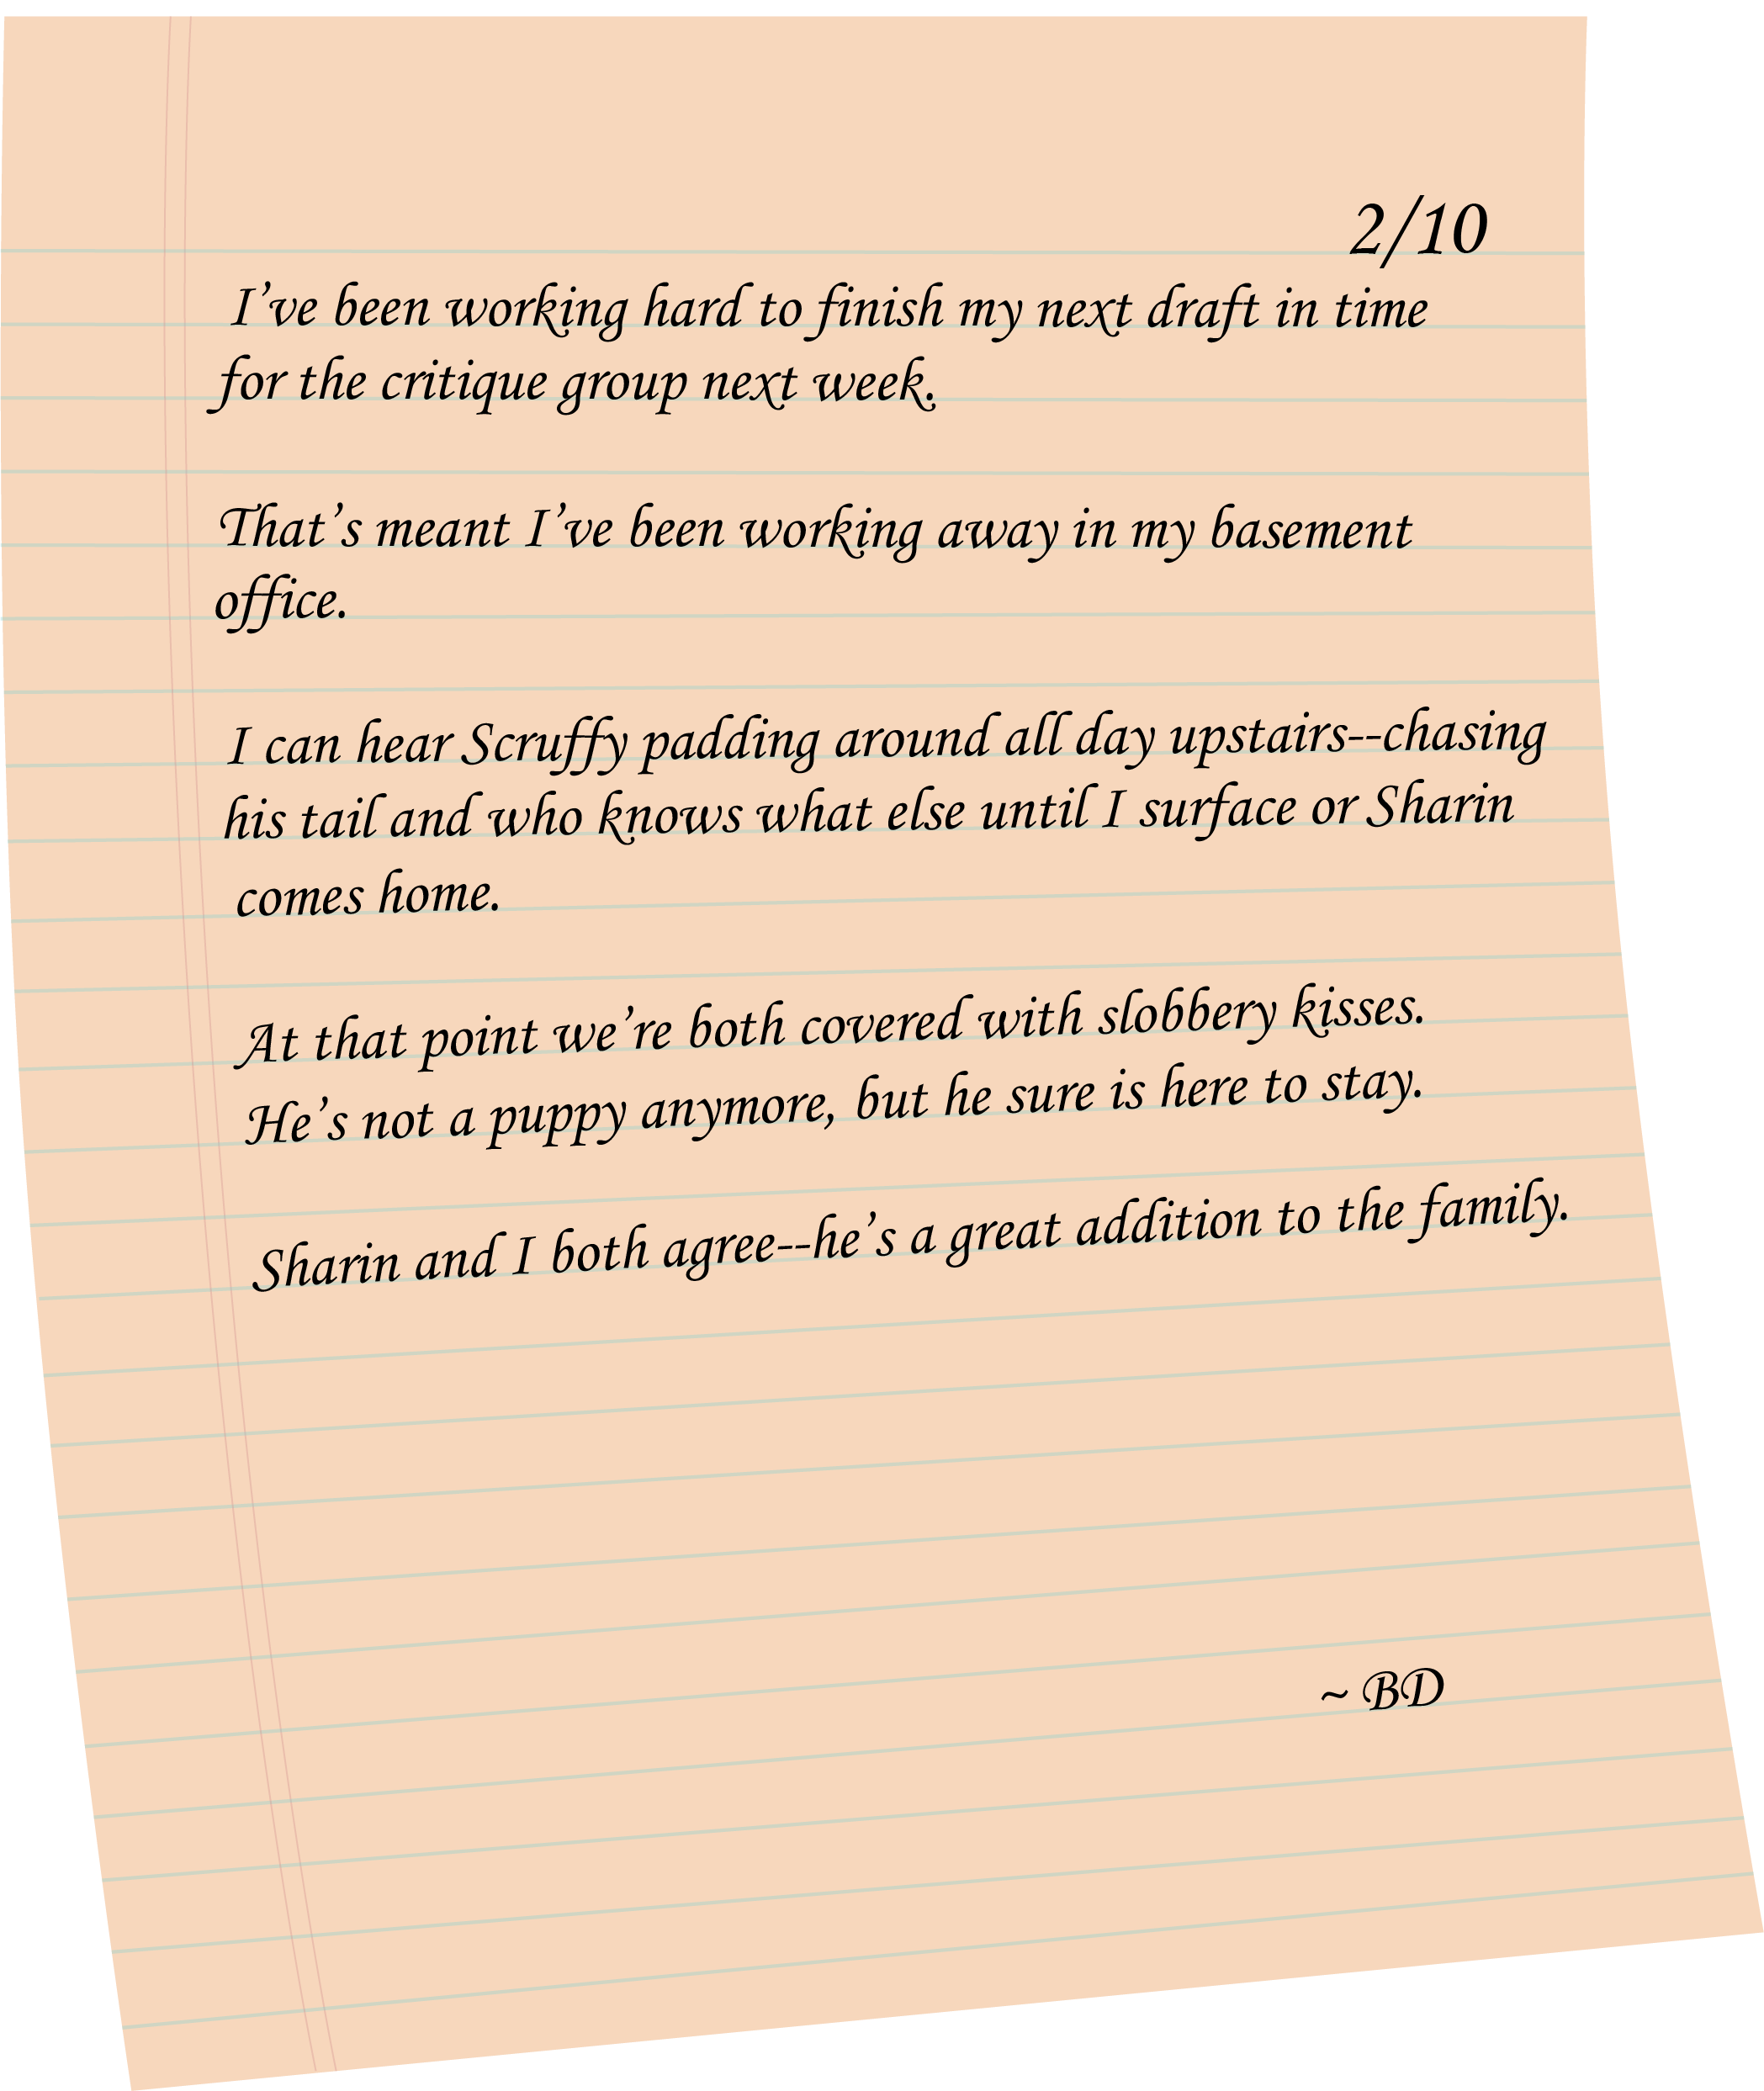 2/10
I've been working hard to finish my next draft in time
for the critique group next week.
That's meant I've been working away in my basement
office.
I can hear Scruffy padding around all day upstairs--chasing
his tail and who knows what else until I surface or Sharin
comes home.
At that point we're both covered with slobbery kisses.
He's not a puppy anymore, but he sure is here to stay.
Sharin and I both agree--he's a great addition to the family.
~ BD